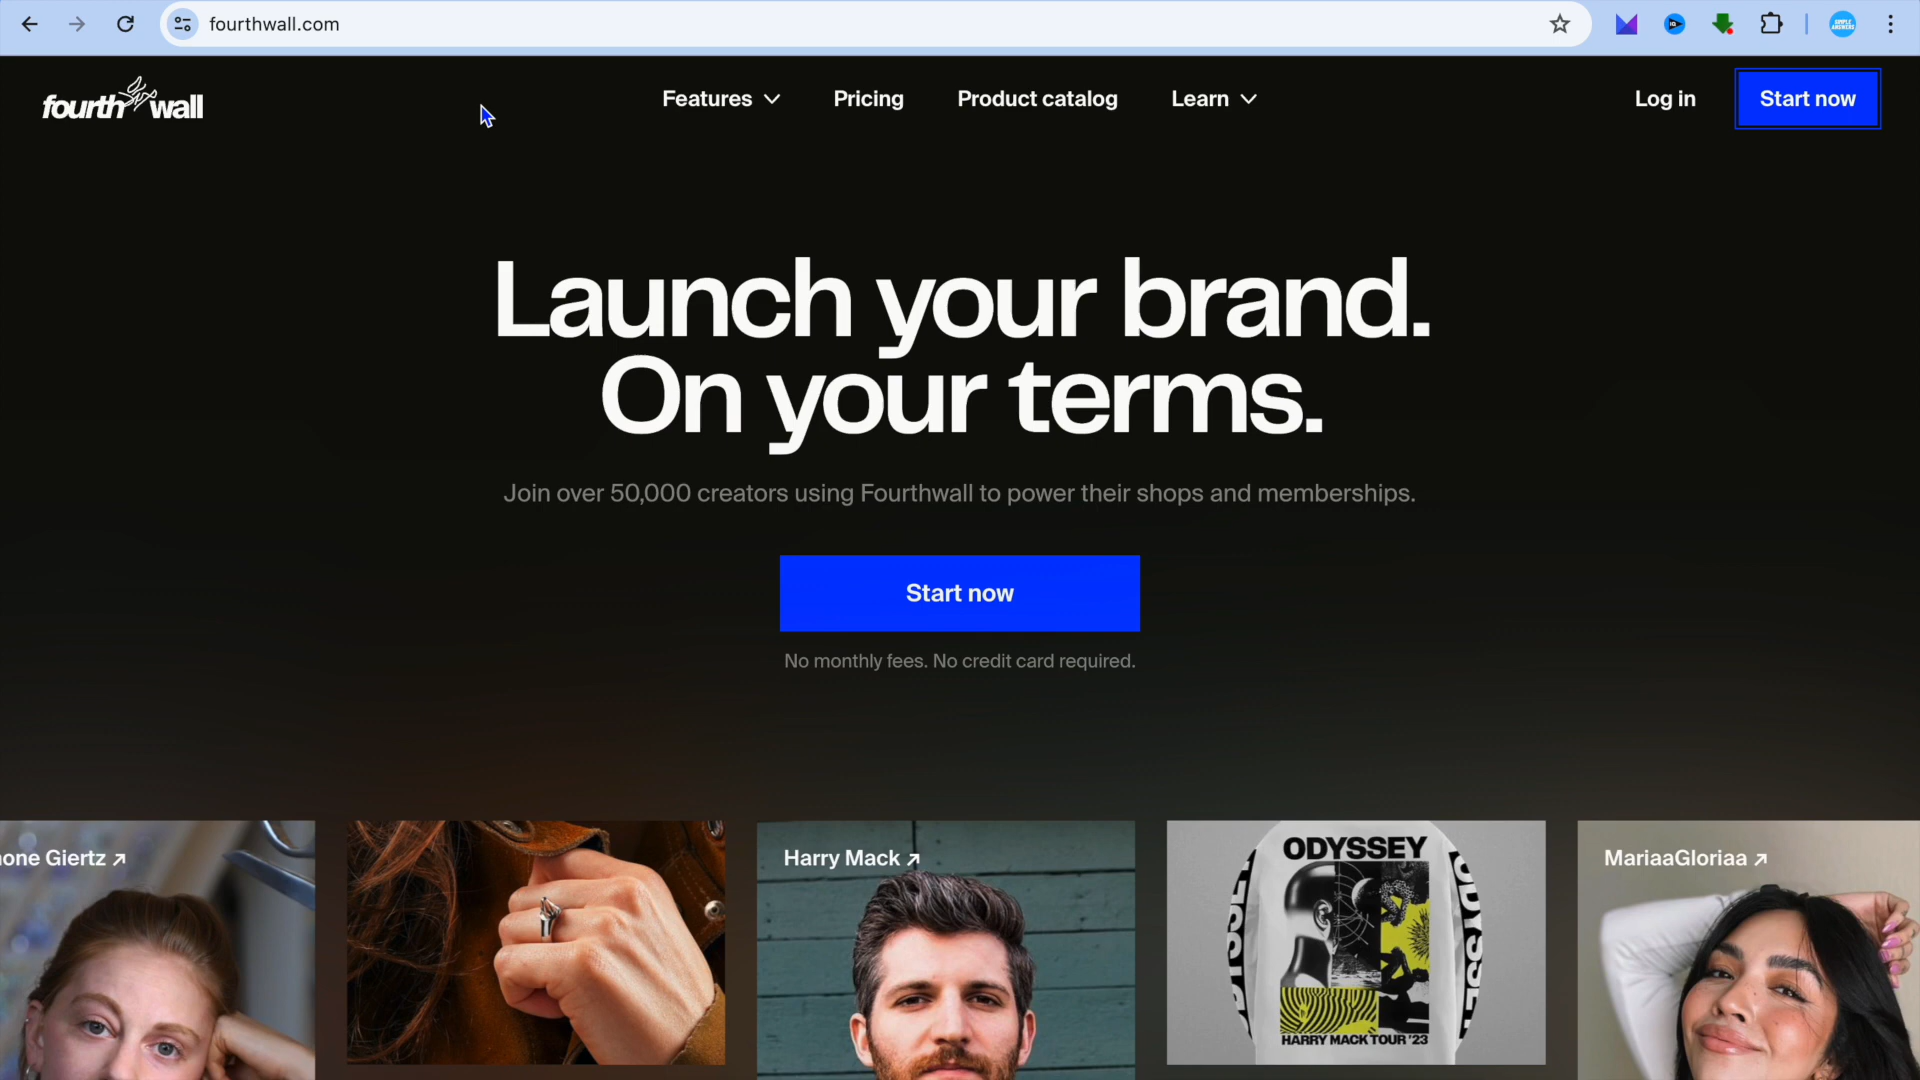 fourthwall.com
fourthwall
Features
Pricing
Product catalog
Learn
Log in
Start now
Launch your brand.
On your terms.
Join over 50,000 creators using Fourthwall to power their shops and memberships.
Start now
No monthly fees. No credit card required.
one Giertz ↗
Harry Mack ↗
ODYSSEY
ODYSSEY
HARRY MACK TOUR '23
MariaaGloriaa ↗